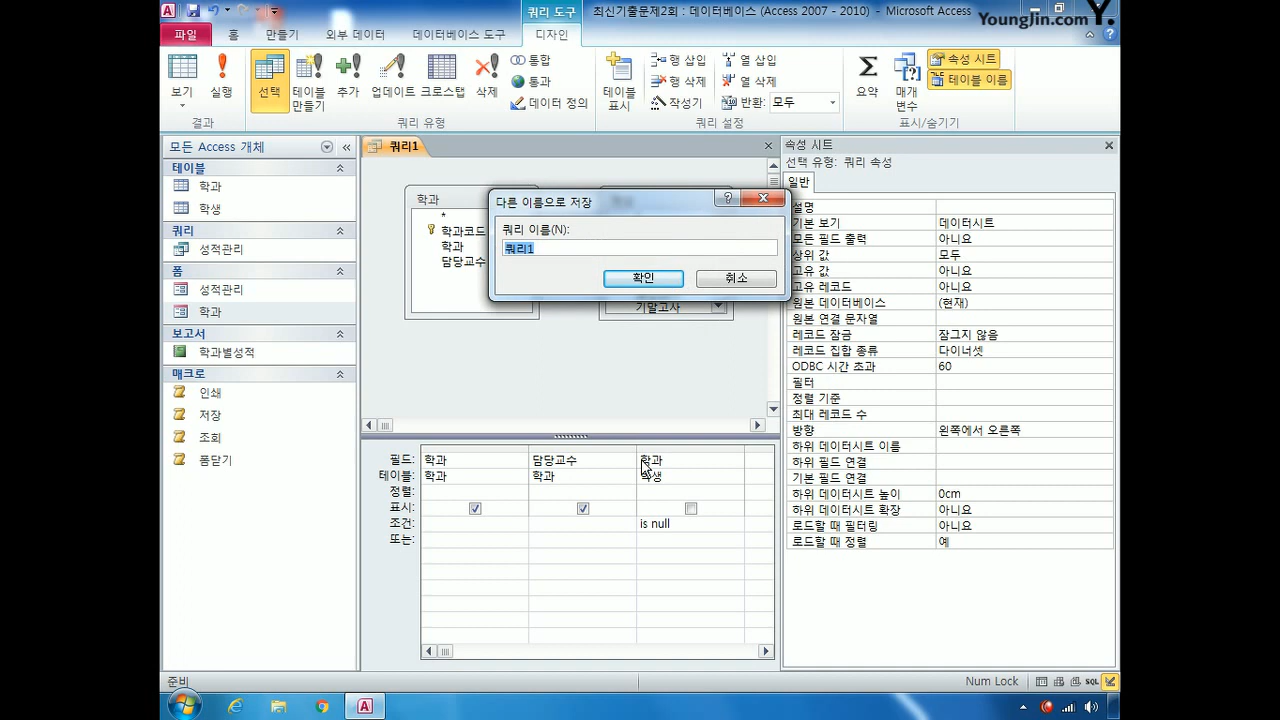 쿼리 도구
최신기출문제2회 : 데이터베이스 (Access 2007 - 2010) - Microsoft Access
YoungJin.com Y.
파일
홈
만들기
외부 데이터
데이터베이스 도구
디자인
보기
실행
선택
테이블 만들기
추가
업데이트
크로스탭
삭제
통합
통과
데이터 정의
테이블 표시
행 삽입
행 삭제
작성기
열 삽입
열 삭제
반환: 모두
요약
매개 변수
속성 시트
테이블 이름
결과
쿼리 유형
쿼리 설정
표시/숨기기
모든 Access 개체
테이블
학과
학생
쿼리
성적관리
폼
성적관리
학과
보고서
학과별성적
매크로
인쇄
저장
조회
폼닫기
쿼리1
학과
*
학과코드
학과
담당교수
기말고사
다른 이름으로 저장
쿼리 이름(N):
쿼리1
확인
취소
필드: 학과 담당교수 학과
테이블: 학과 학과 학생
정렬:
표시:
조건: is null
또는:
속성 시트
선택 유형: 쿼리 속성
일반
설명
기본 보기 데이터시트
모든 필드 출력 아니요
상위 값 모두
고유 값 아니요
고유 레코드 아니요
원본 데이터베이스 (현재)
원본 연결 문자열
레코드 잠금 잠그지 않음
레코드 집합 종류 다이너셋
ODBC 시간 초과 60
필터
정렬 기준
최대 레코드 수
방향 왼쪽에서 오른쪽
하위 데이터시트 이름
하위 필드 연결
기본 필드 연결
하위 데이터시트 높이 0cm
하위 데이터시트 확장 아니요
로드할 때 필터링 아니요
로드할 때 정렬 예
준비
Num Lock
SQL